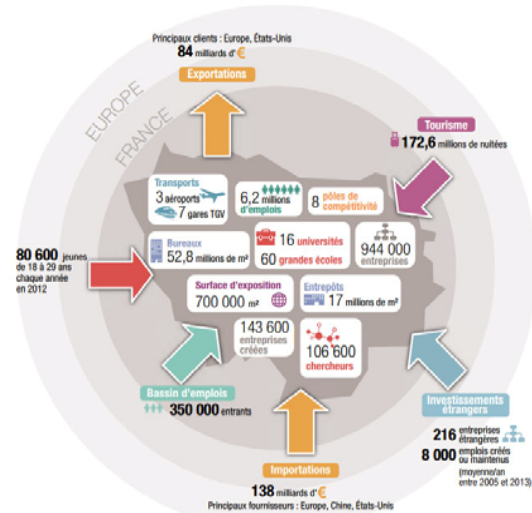 Principaux clients : Europe, États-Unis
84 milliards d'€
Exportations
EUROPE
FRANCE
Tourisme
172,6 millions de nuitées
Transports
3 aéroports
7 gares TGV
6,2 millions
d'emplois
8 pôles de
compétitivité
Bureaux
52,8 millions de m²
16 universités
60 grandes écoles
944 000
entreprises
80 600 jeunes
de 18 à 29 ans
chaque année
en 2012
Surface d'exposition
700 000 m²
Entrepôts
17 millions de m²
143 600
entreprises
créées
106 600
chercheurs
Bassin d'emplois
350 000 entrants
Investissements
étrangers
216 entreprises
étrangères
8 000 emplois créés
ou maintenus
(moyenne/an
entre 2005 et 2013)
Importations
138 milliards d'€
Principaux fournisseurs : Europe, Chine, États-Unis